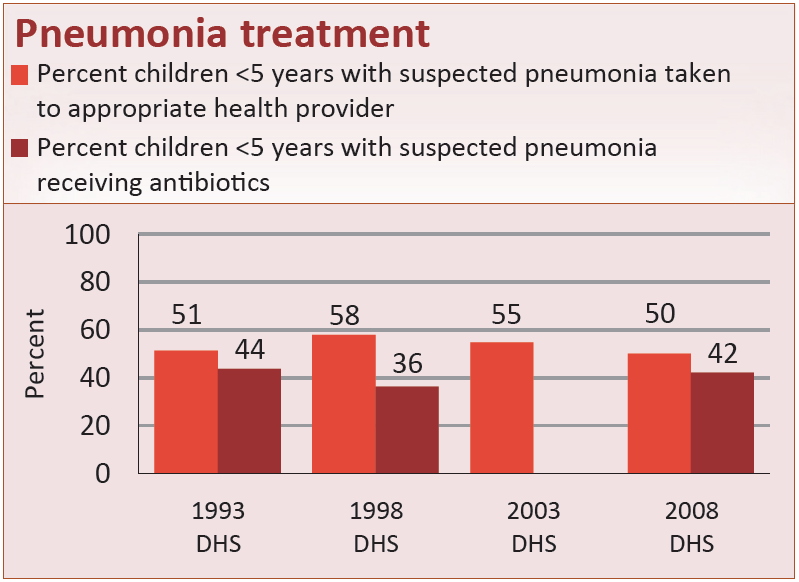 Pneumonia treatment
Percent children <5 years with suspected pneumonia taken
to appropriate health provider
Percent children <5 years with suspected pneumonia
receiving antibiotics
Percent
100
80
60
40
20
0
51
44
58
36
55
50
42
1993
DHS
1998
DHS
2003
DHS
2008
DHS